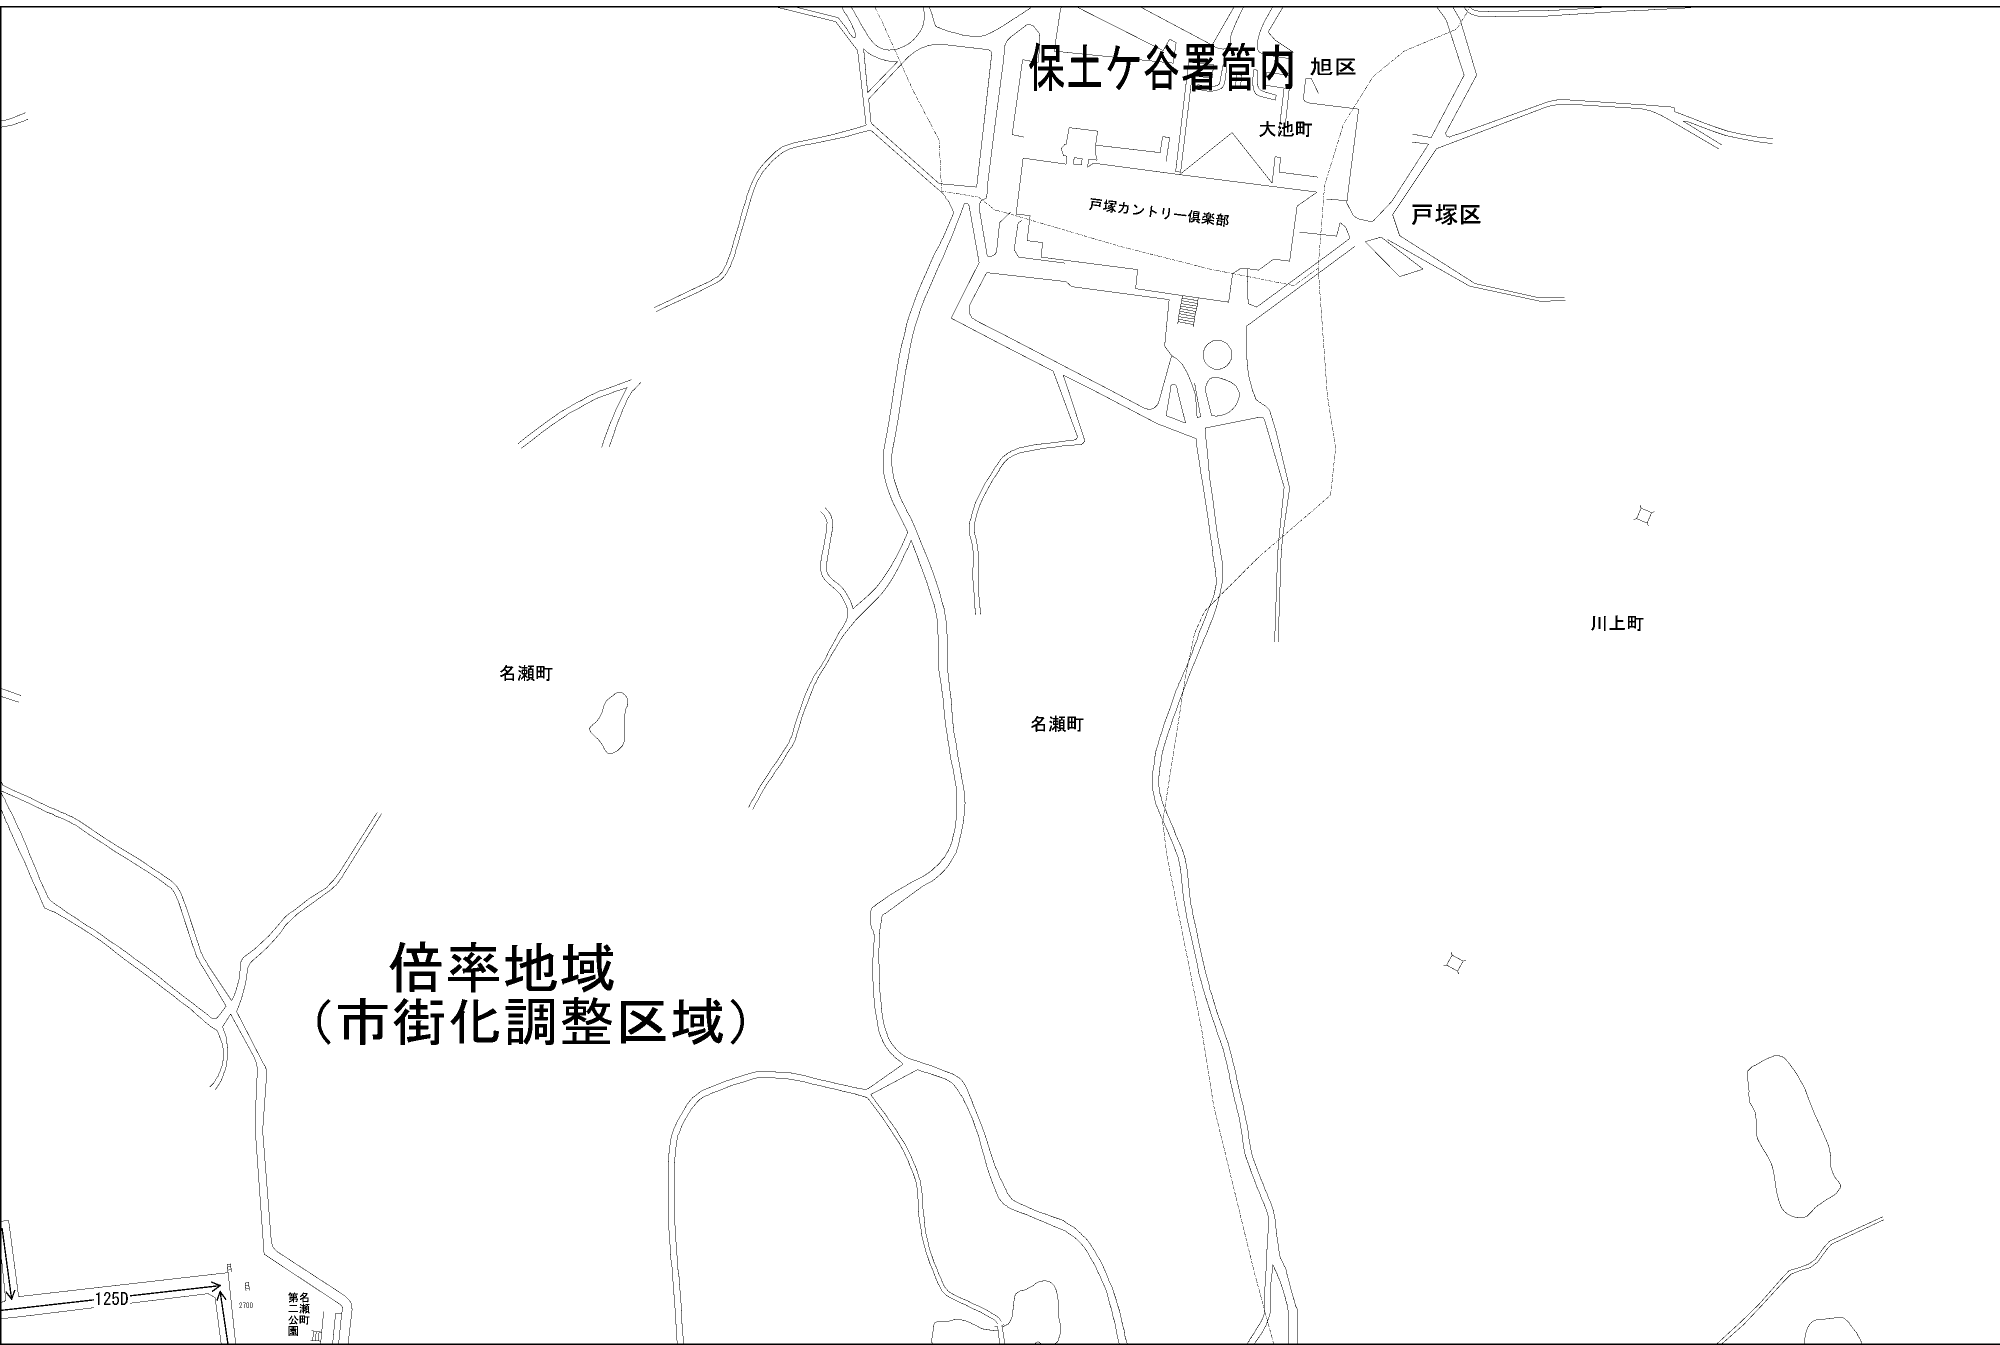 保土ケ谷署管内
旭区
大池町
戸塚カントリー倶楽部
戸塚区
川上町
名瀬町
名瀬町
倍率地域
（市街化調整区域）
125D
2700
名瀬町
第二公園